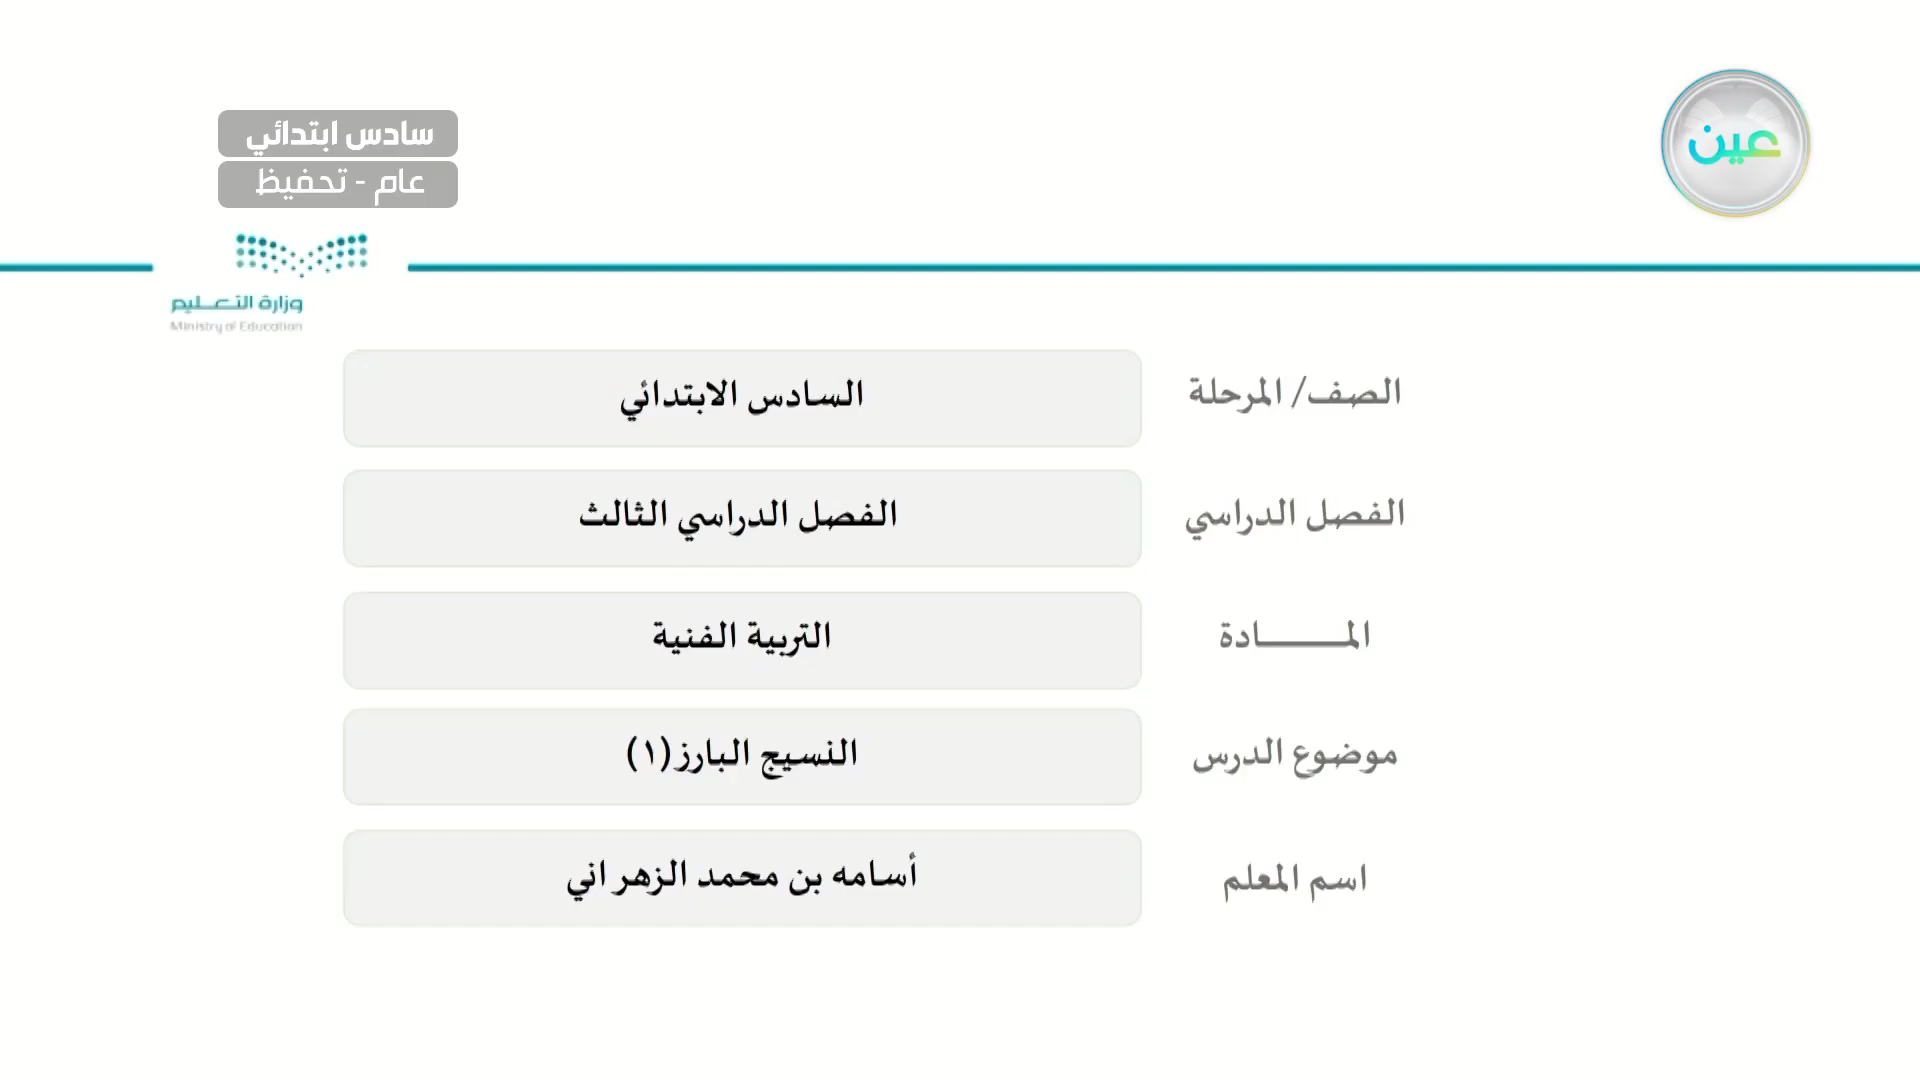 عين
سادس ابتدائي
عام - تحفيظ
وزارة التعليم
Ministry of Education
الصف/ المرحلة
السادس الابتدائي
الفصل الدراسي
الفصل الدراسي الثالث
المــــــــادة
التربية الفنية
موضوع الدرس
النسيج البارز(١)
اسم المعلم
أسامه بن محمد الزهراني